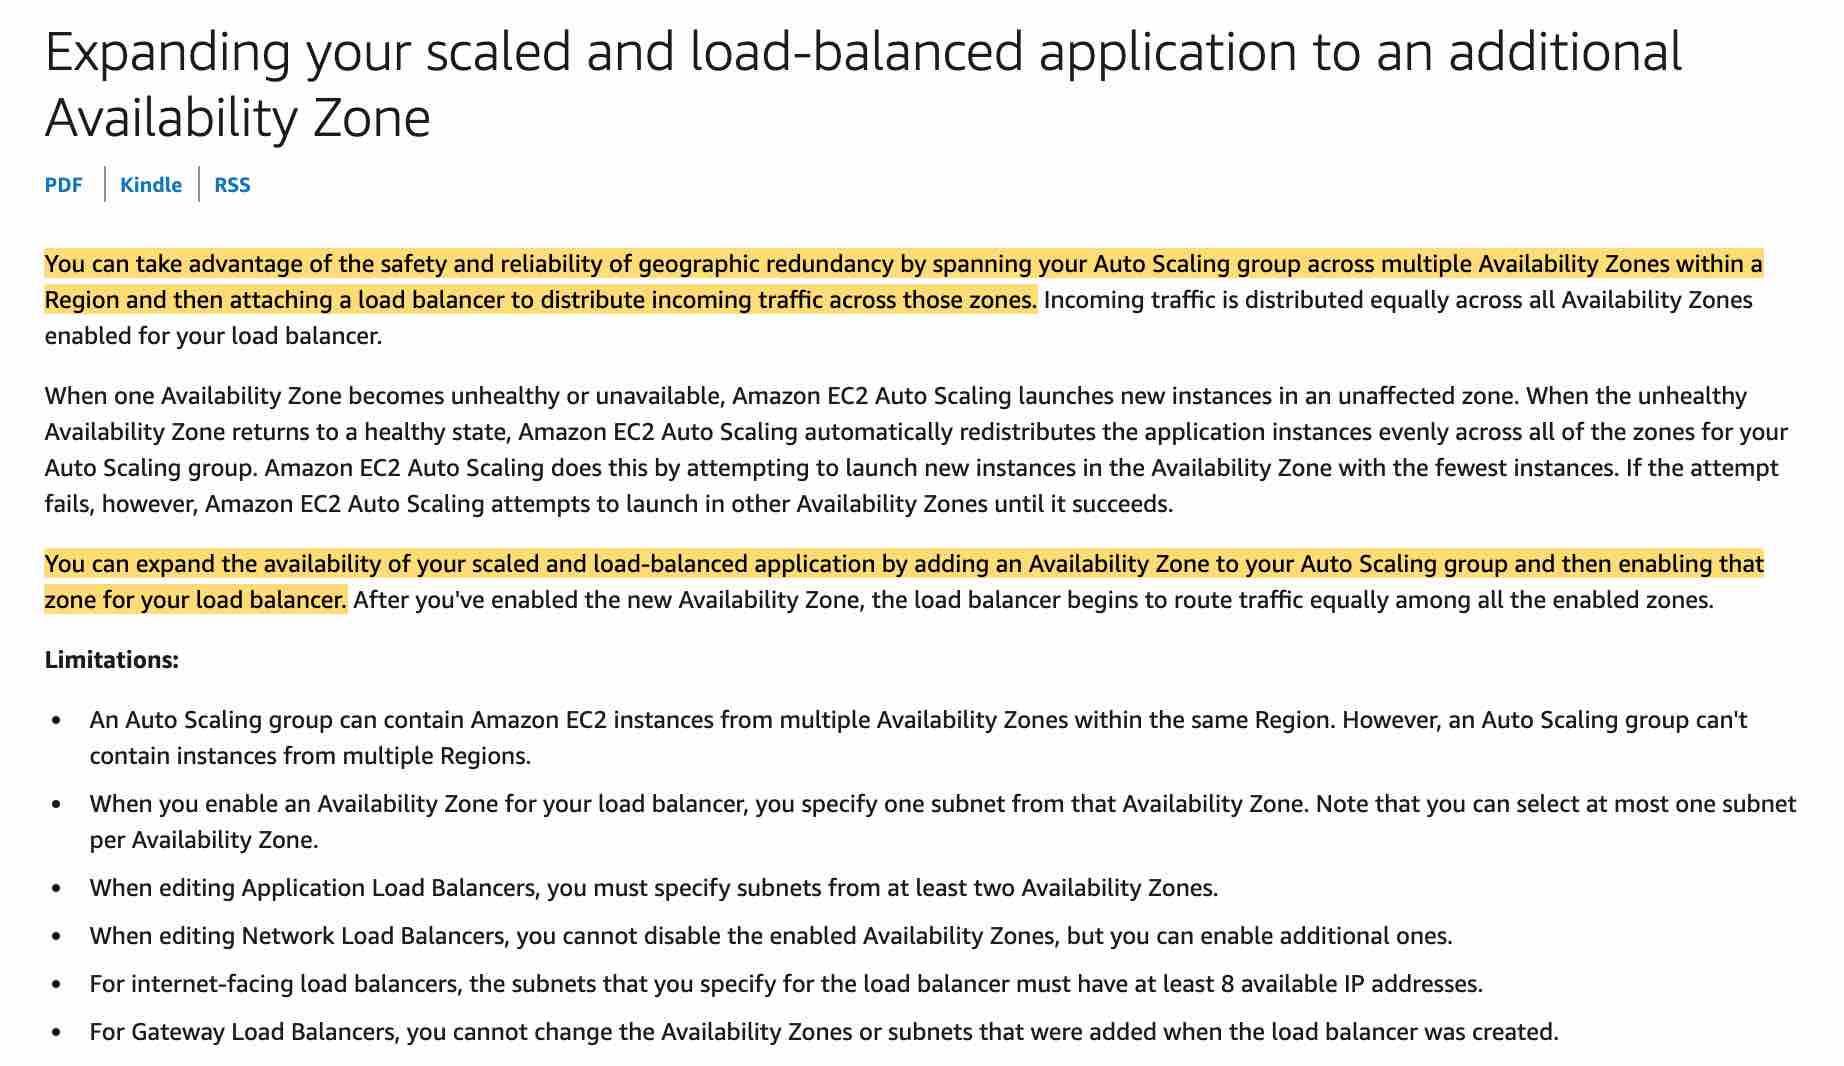 Expanding your scaled and load-balanced application to an additional
Availability Zone
PDF | Kindle | RSS
You can take advantage of the safety and reliability of geographic redundancy by spanning your Auto Scaling group across multiple Availability Zones within a
Region and then attaching a load balancer to distribute incoming traffic across those zones. Incoming traffic is distributed equally across all Availability Zones
enabled for your load balancer.
When one Availability Zone becomes unhealthy or unavailable, Amazon EC2 Auto Scaling launches new instances in an unaffected zone. When the unhealthy
Availability Zone returns to a healthy state, Amazon EC2 Auto Scaling automatically redistributes the application instances evenly across all of the zones for your
Auto Scaling group. Amazon EC2 Auto Scaling does this by attempting to launch new instances in the Availability Zone with the fewest instances. If the attempt
fails, however, Amazon EC2 Auto Scaling attempts to launch in other Availability Zones until it succeeds.
You can expand the availability of your scaled and load-balanced application by adding an Availability Zone to your Auto Scaling group and then enabling that
zone for your load balancer. After you've enabled the new Availability Zone, the load balancer begins to route traffic equally among all the enabled zones.
Limitations:
• An Auto Scaling group can contain Amazon EC2 instances from multiple Availability Zones within the same Region. However, an Auto Scaling group can't
contain instances from multiple Regions.
• When you enable an Availability Zone for your load balancer, you specify one subnet from that Availability Zone. Note that you can select at most one subnet
per Availability Zone.
• When editing Application Load Balancers, you must specify subnets from at least two Availability Zones.
• When editing Network Load Balancers, you cannot disable the enabled Availability Zones, but you can enable additional ones.
• For internet-facing load balancers, the subnets that you specify for the load balancer must have at least 8 available IP addresses.
• For Gateway Load Balancers, you cannot change the Availability Zones or subnets that were added when the load balancer was created.